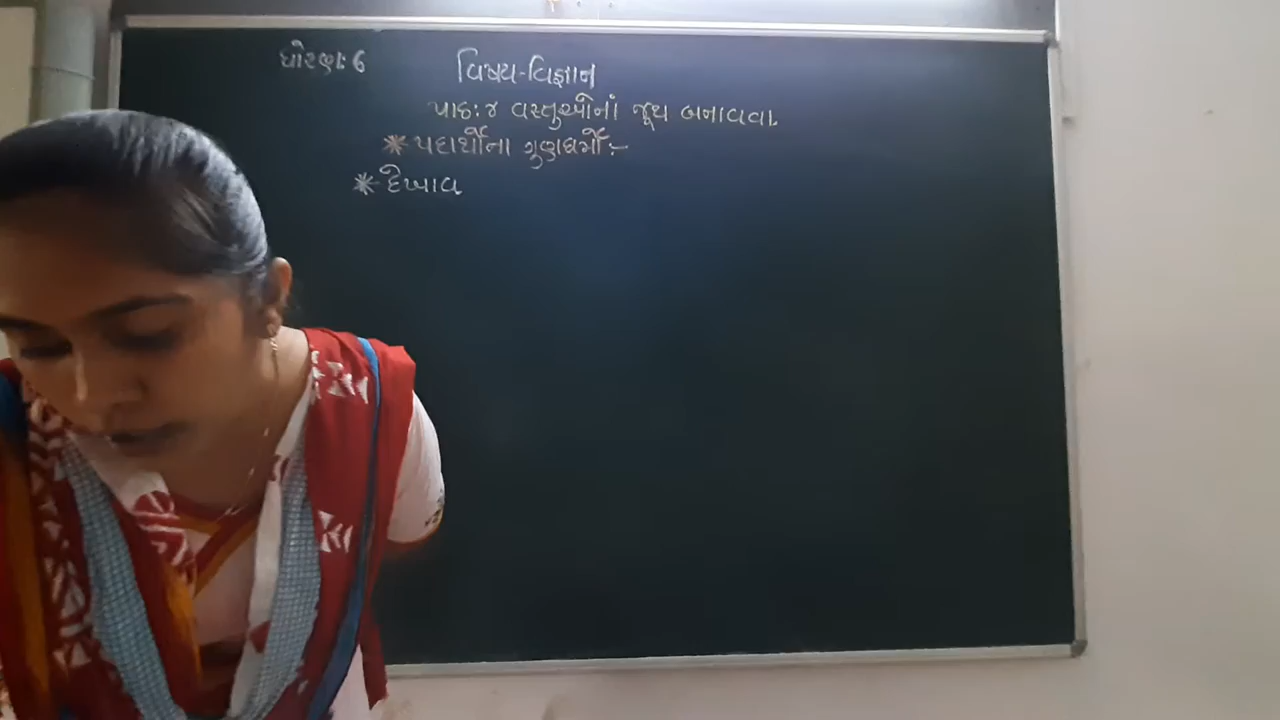 ધોરણ: 6
વિષય-વિજ્ઞાન
પાઠ: ૪ વસ્તુઓનાં જૂથ બનાવવા.
* પદાર્થોના ગુણધર્મો :-
* દેખાવ